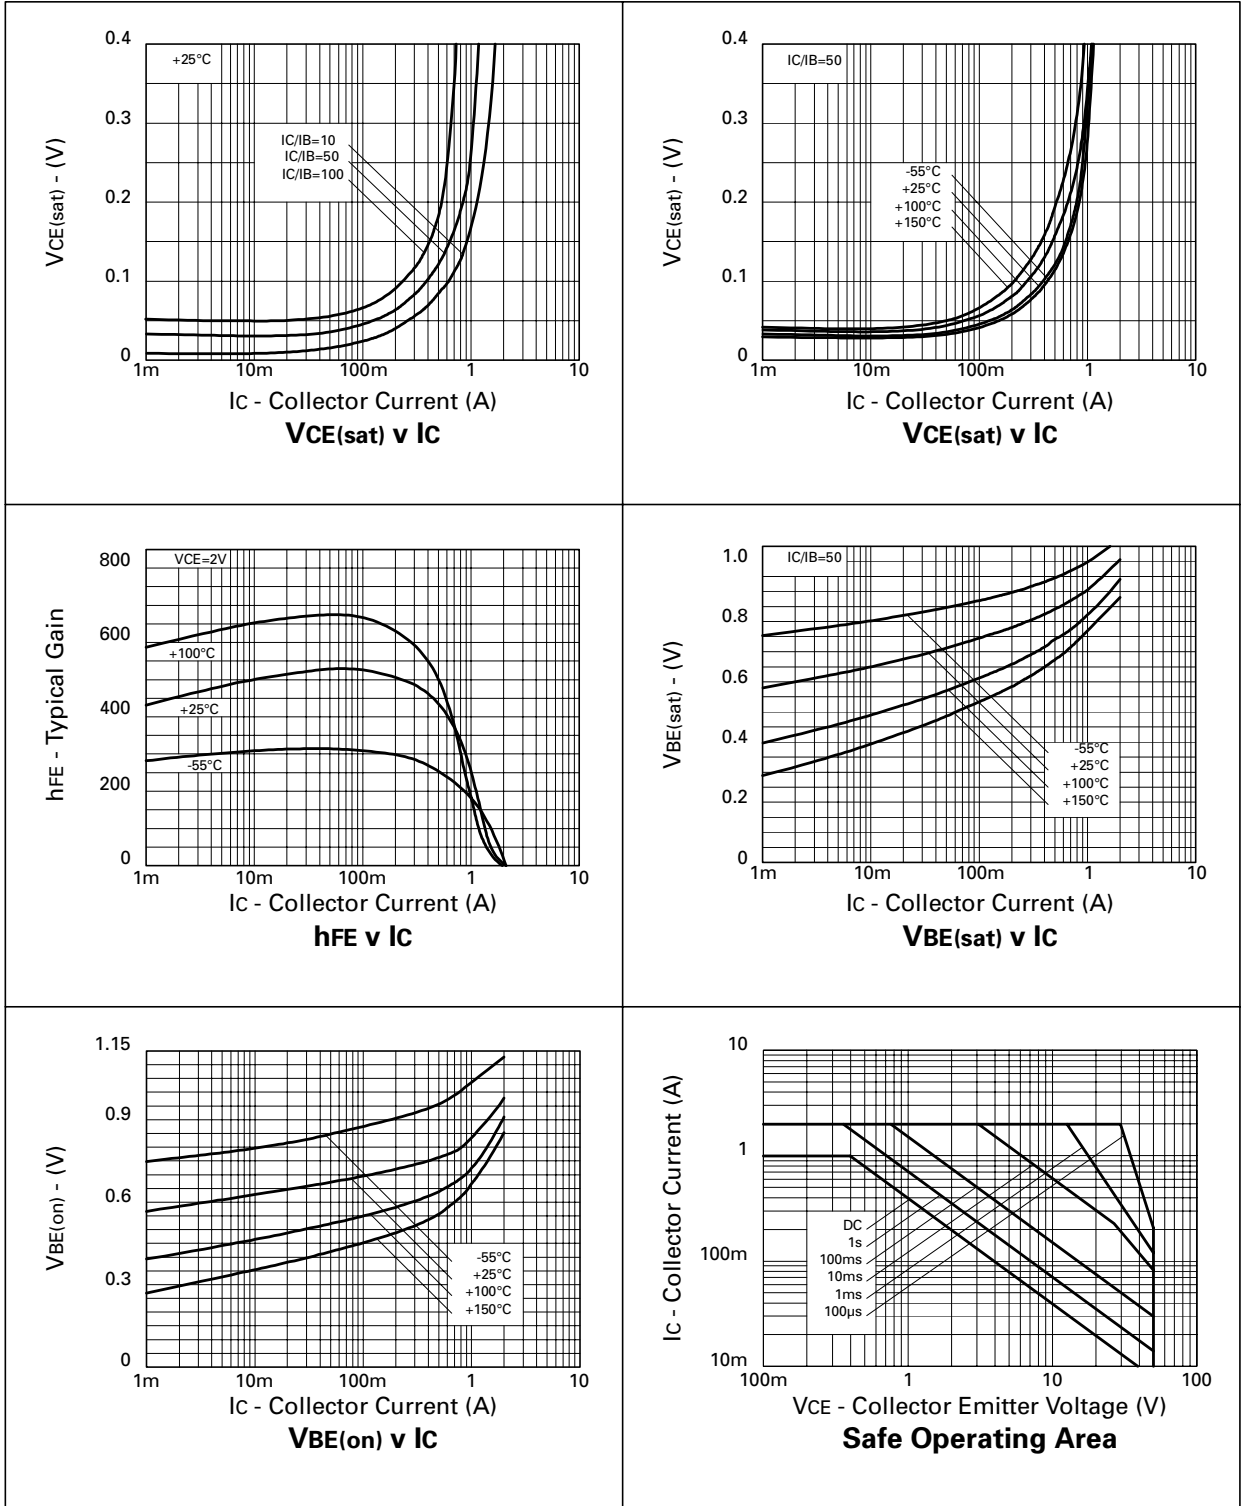 0.4
+25°C
0.3
IC/IB=10
IC/IB=50
IC/IB=100
0.2
0.1
0
VCE(sat) - (V)
1m 10m 100m 1 10
IC - Collector Current (A)
VCE(sat) v IC
0.4
IC/IB=50
0.3
-55°C
+25°C
+100°C
+150°C
0.2
0.1
0
VCE(sat) - (V)
1m 10m 100m 1 10
IC - Collector Current (A)
VCE(sat) v IC
800
VCE=2V
600
+100°C
400
+25°C
-55°C
200
0
hFE - Typical Gain
1m 10m 100m 1 10
IC - Collector Current (A)
hFE v IC
1.0
IC/IB=50
0.8
0.6
0.4
-55°C
+25°C
+100°C
+150°C
0.2
0
VBE(sat) - (V)
1m 10m 100m 1 10
IC - Collector Current (A)
VBE(sat) v IC
1.15
0.9
0.6
-55°C
+25°C
+100°C
+150°C
0.3
0
VBE(on) - (V)
1m 10m 100m 1 10
IC - Collector Current (A)
VBE(on) v IC
10
1
DC
1s
100ms
10ms
1ms
100µs
100m
10m
IC - Collector Current (A)
100m 1 10 100
VCE - Collector Emitter Voltage (V)
Safe Operating Area